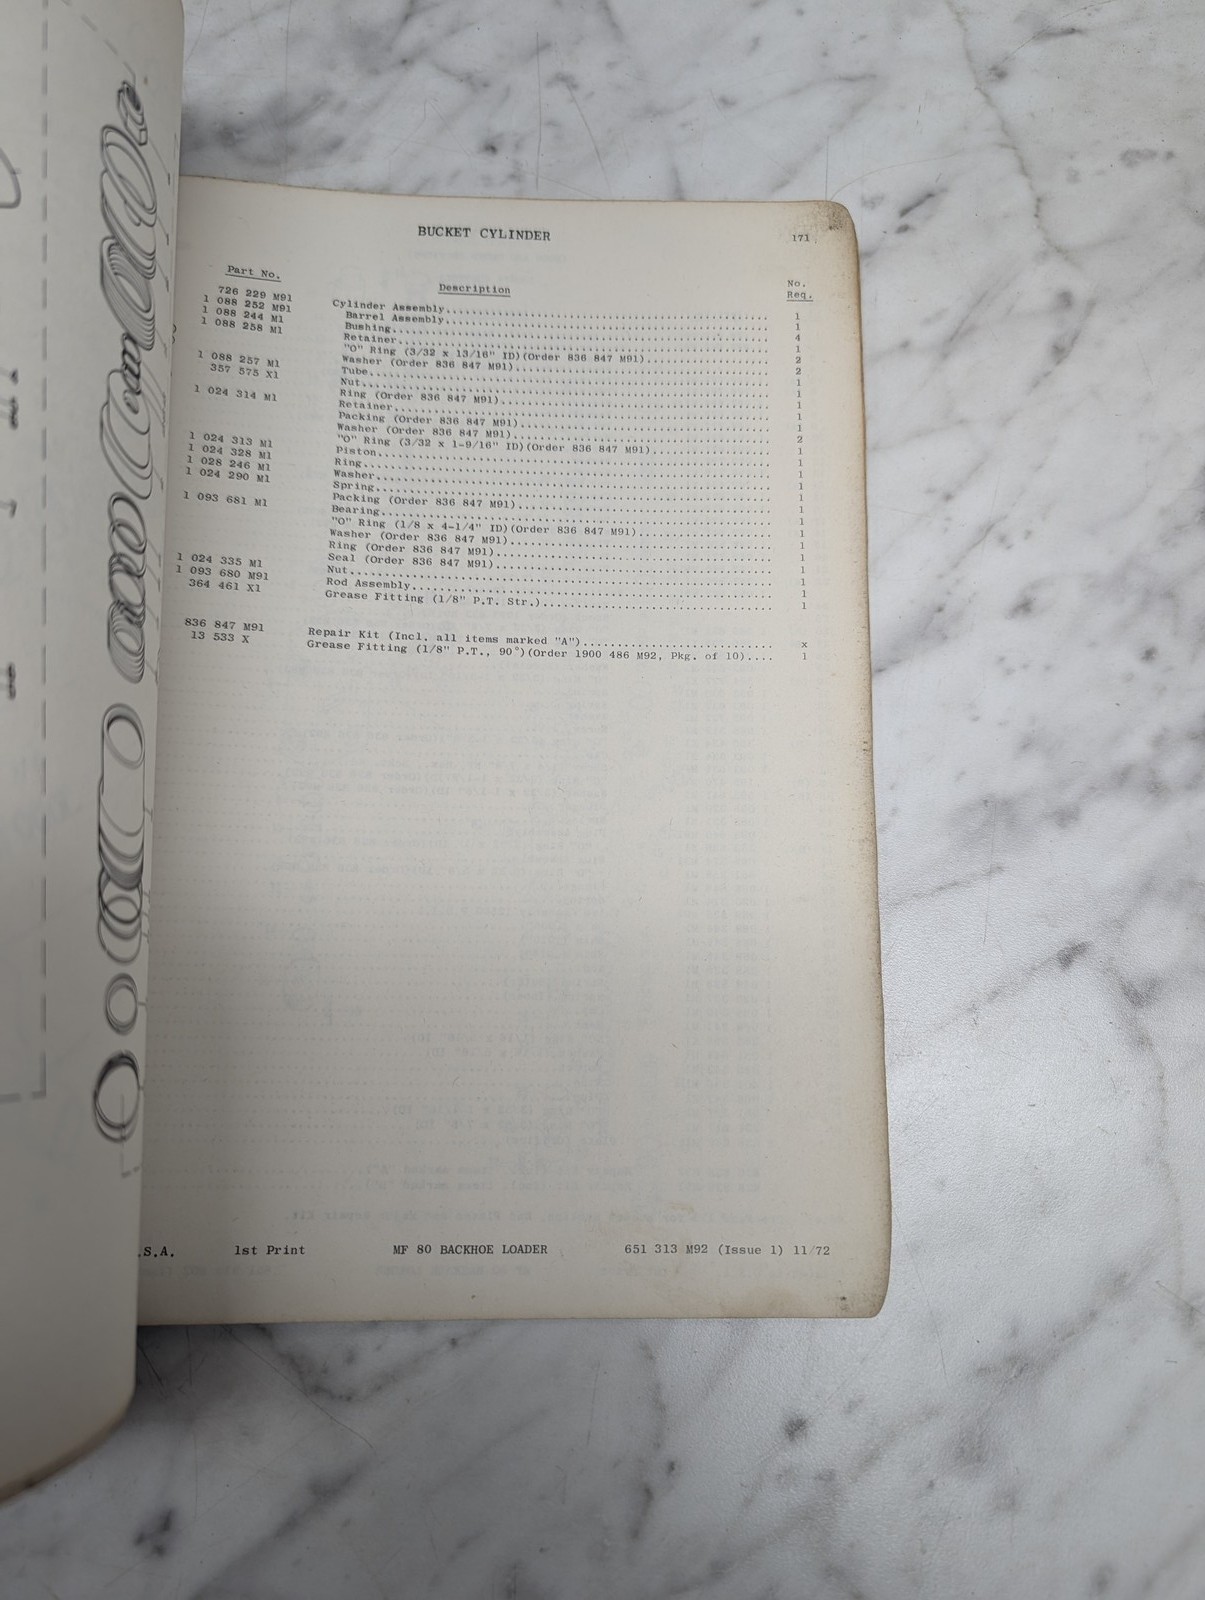 BUCKET CYLINDER
171
Part No. Description No. Req.
726 229 M91 Cylinder Assembly 1
1 088 252 M91 Barrel Assembly 1
1 088 244 M1 Bushing 4
1 088 258 M1 Retainer 1
"O" Ring (3/32 x 13/16" ID)(Order 836 847 M91) 2
Washer (Order 836 847 M91) 2
1 088 257 M1 Tube 1
357 575 X1 Nut 1
Ring (Order 836 847 M91) 1
1 024 314 M1 Retainer 1
Packing (Order 836 847 M91) 1
Washer (Order 836 847 M91) 2
"O" Ring (3/32 x 1-9/16" ID)(Order 836 847 M91) 1
1 024 313 M1 Piston 1
1 024 328 M1 Ring 1
1 028 246 M1 Washer 1
1 024 290 M1 Spring 1
Packing (Order 836 847 M91) 1
1 093 681 M1 Bearing 1
"O" Ring (1/8 x 4-1/4" ID)(Order 836 847 M91) 1
Washer (Order 836 847 M91) 1
Ring (Order 836 847 M91) 1
Seal (Order 836 847 M91) 1
1 024 335 M1 Nut 1
1 093 680 M91 Rod Assembly 1
364 461 X1 Grease Fitting (1/8" P.T. Str.) 1
836 847 M91 Repair Kit (Incl. all items marked "A") x
13 533 X Grease Fitting (1/8" P.T., 90°)(Order 1900 486 M92, Pkg. of 10) 1
.S.A. 1st Print MF 80 BACKHOE LOADER 651 313 M92 (Issue 1) 11/72